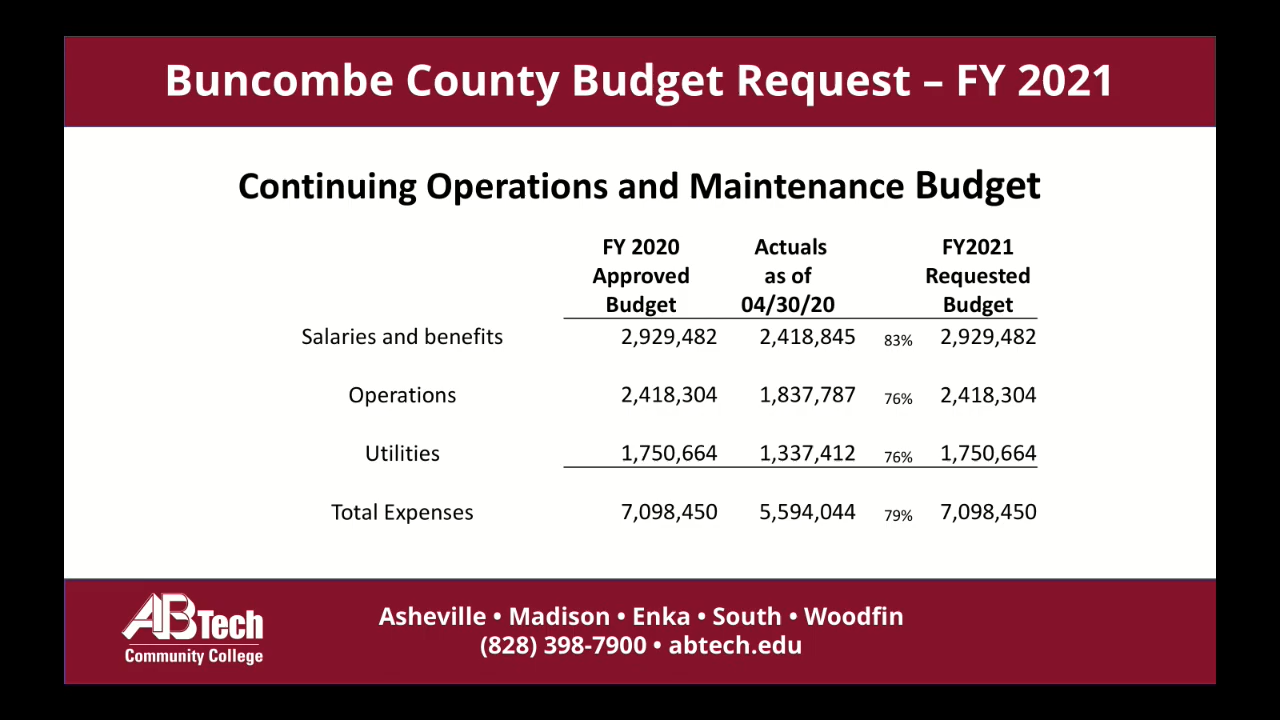 Buncombe County Budget Request – FY 2021
Continuing Operations and Maintenance Budget
FY 2020 Approved Budget Actuals as of 04/30/20 FY2021 Requested Budget
Salaries and benefits 2,929,482 2,418,845 83% 2,929,482
Operations 2,418,304 1,837,787 76% 2,418,304
Utilities 1,750,664 1,337,412 76% 1,750,664
Total Expenses 7,098,450 5,594,044 79% 7,098,450
AB Tech
Community College
Asheville • Madison • Enka • South • Woodfin
(828) 398-7900 • abtech.edu